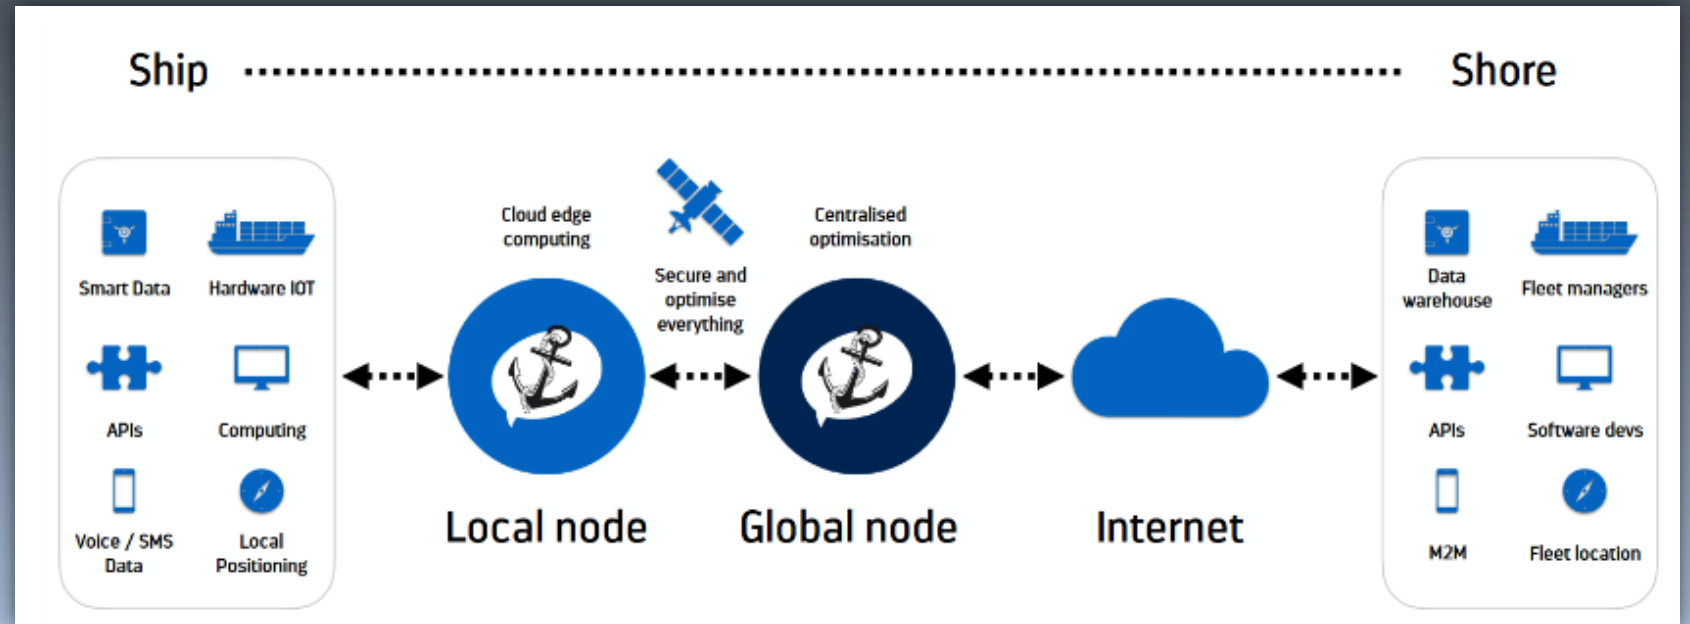 Ship
Shore
Smart Data
Hardware IOT
APIs
Computing
Voice / SMS
Data
Local
Positioning
Cloud edge
computing
Local node
Secure and
optimise
everything
Centralised
optimisation
Global node
Internet
Data
warehouse
Fleet managers
APIs
Software devs
M2M
Fleet location